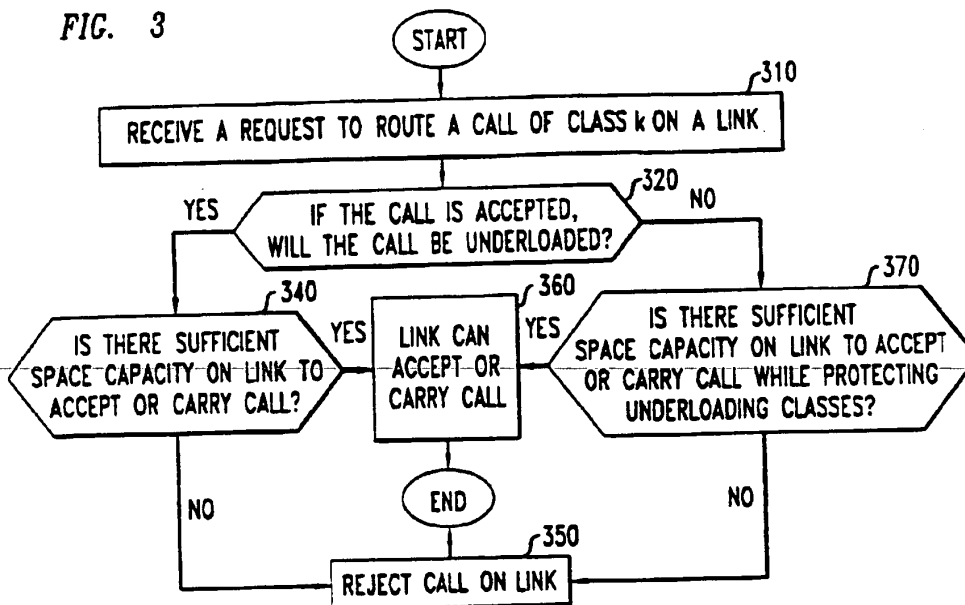 FIG. 3
START
310
RECEIVE A REQUEST TO ROUTE A CALL OF CLASS k ON A LINK
320
YES
IF THE CALL IS ACCEPTED,
WILL THE CALL BE UNDERLOADED?
NO
340
IS THERE SUFFICIENT
SPACE CAPACITY ON LINK TO
ACCEPT OR CARRY CALL?
YES
360
LINK CAN
ACCEPT OR
CARRY CALL
YES
370
IS THERE SUFFICIENT
SPACE CAPACITY ON LINK TO ACCEPT
OR CARRY CALL WHILE PROTECTING
UNDERLOADING CLASSES?
NO
END
NO
350
REJECT CALL ON LINK